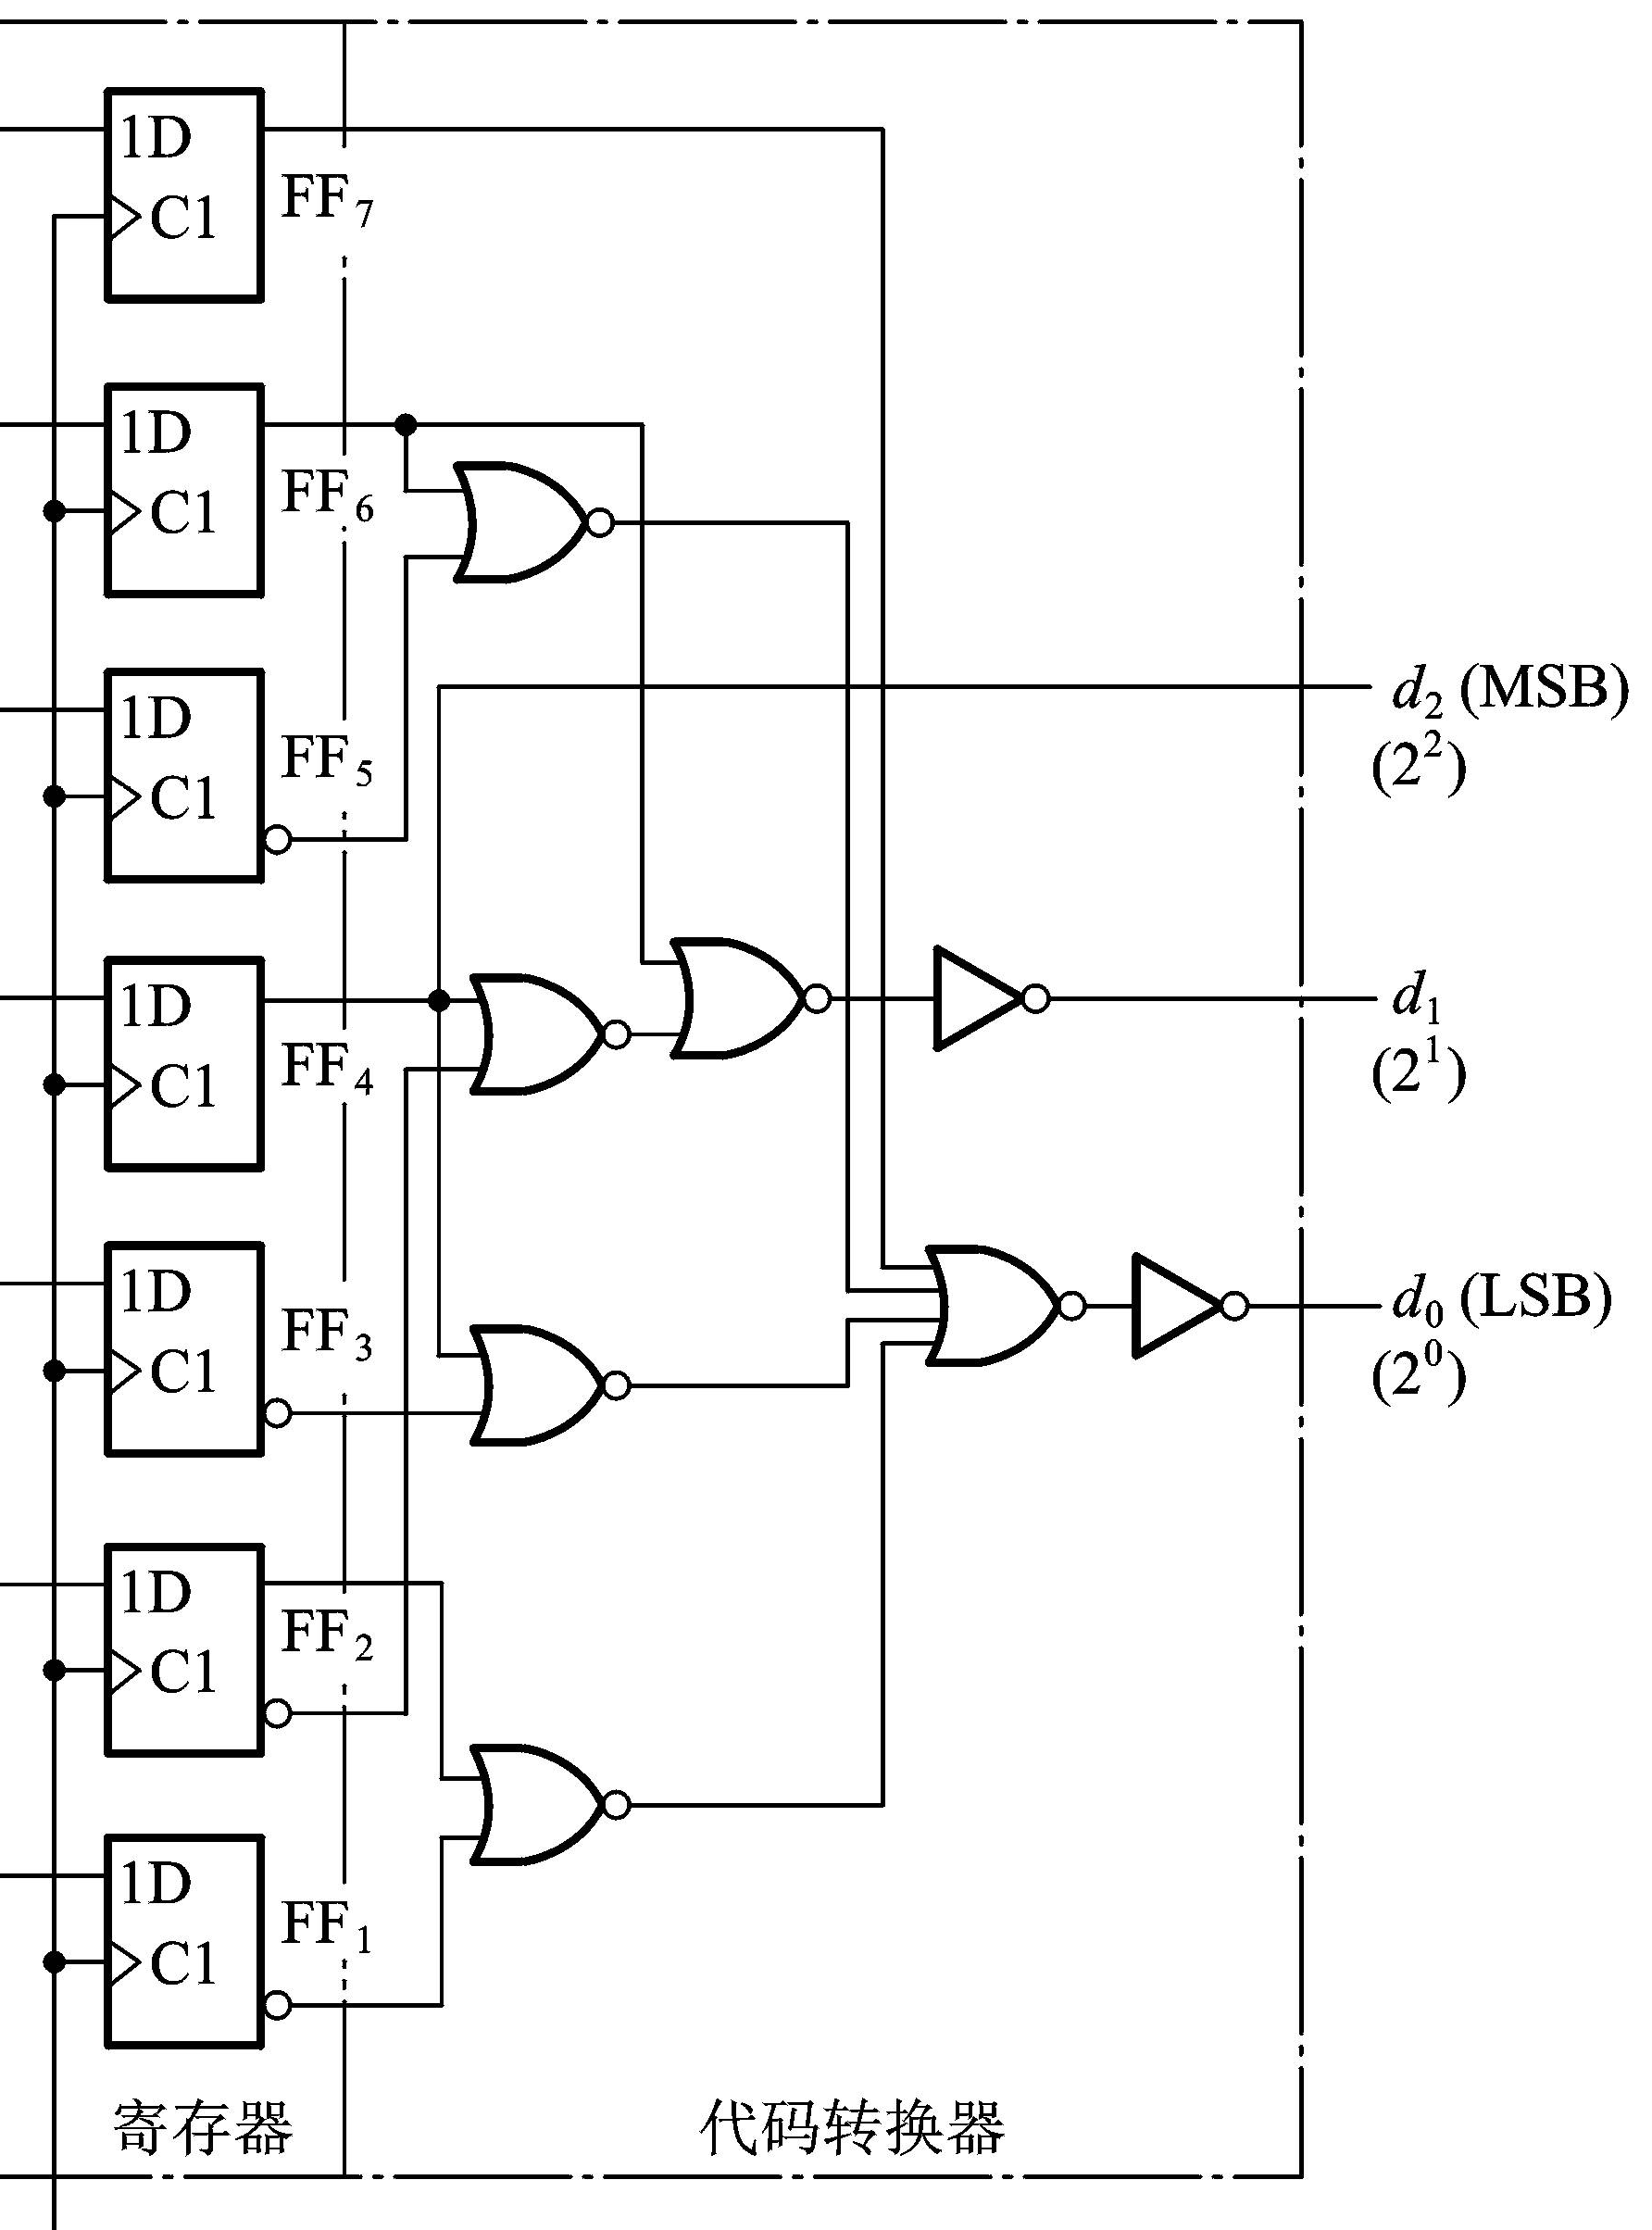 1D
C1
FF7
1D
C1
FF6
1D
C1
FF5
d2 (MSB)
(2²)
1D
C1
FF4
d1
(2¹)
1D
C1
FF3
d0 (LSB)
(2⁰)
1D
C1
FF2
1D
C1
FF1
寄存器
代码转换器